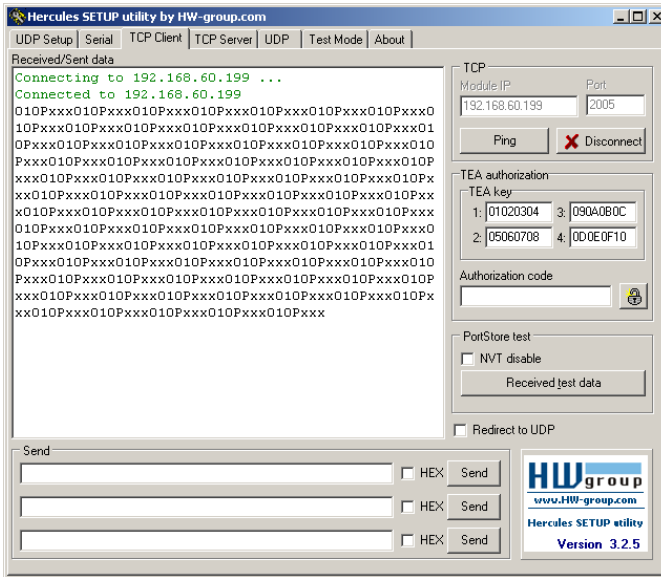 Hercules SETUP utility by HW-group.com
UDP Setup
Serial
TCP Client
TCP Server
UDP
Test Mode
About
Received/Sent data
Connecting to 192.168.60.199 ...
Connected to 192.168.60.199
010Pxxx010Pxxx010Pxxx010Pxxx010Pxxx010Pxxx010Pxxx0
10Pxxx010Pxxx010Pxxx010Pxxx010Pxxx010Pxxx010Pxxx01
0Pxxx010Pxxx010Pxxx010Pxxx010Pxxx010Pxxx010Pxxx010
Pxxx010Pxxx010Pxxx010Pxxx010Pxxx010Pxxx010Pxxx010P
xxx010Pxxx010Pxxx010Pxxx010Pxxx010Pxxx010Pxxx010Px
xx010Pxxx010Pxxx010Pxxx010Pxxx010Pxxx010Pxxx010Pxx
x010Pxxx010Pxxx010Pxxx010Pxxx010Pxxx010Pxxx010Pxxx
010Pxxx010Pxxx010Pxxx010Pxxx010Pxxx010Pxxx010Pxxx0
10Pxxx010Pxxx010Pxxx010Pxxx010Pxxx010Pxxx010Pxxx01
0Pxxx010Pxxx010Pxxx010Pxxx010Pxxx010Pxxx010Pxxx010
Pxxx010Pxxx010Pxxx010Pxxx010Pxxx010Pxxx010Pxxx010P
xxx010Pxxx010Pxxx010Pxxx010Pxxx010Pxxx010Pxxx010Px
xx010Pxxx010Pxxx010Pxxx010Pxxx010Pxxx
TCP
Module IP
Port
192.168.60.199
2005
Ping
Disconnect
TEA authorization
TEA key
1: 01020304
3: 090A0B0C
2: 05060708
4: 0D0E0F10
Authorization code
PortStore test
NVT disable
Received test data
Redirect to UDP
Send
HEX
Send
HEX
Send
HEX
Send
HW group
www.HW-group.com
Hercules SETUP utility
Version 3.2.5